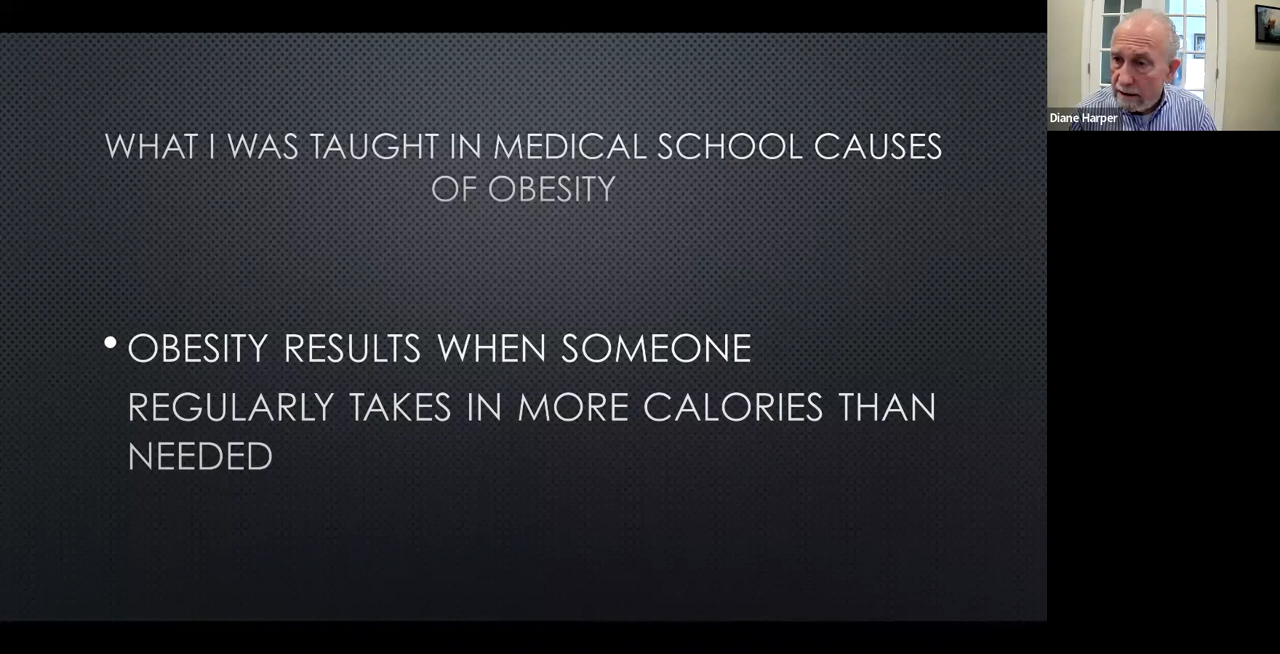 WHAT I WAS TAUGHT IN MEDICAL SCHOOL CAUSES
OF OBESITY
• OBESITY RESULTS WHEN SOMEONE
REGULARLY TAKES IN MORE CALORIES THAN
NEEDED
Diane Harper